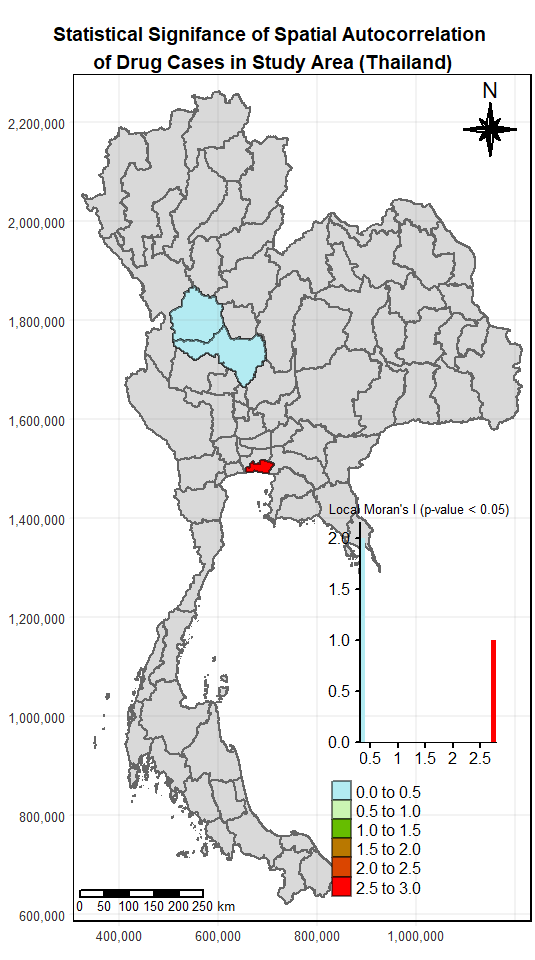 Statistical Signifance of Spatial Autocorrelation
of Drug Cases in Study Area (Thailand)
N
2,200,000
2,000,000
1,800,000
1,600,000
1,400,000
1,200,000
1,000,000
800,000
600,000
Local Moran's I (p-value < 0.05)
2.0
1.5
1.0
0.5
0.0
0.5 1 1.5 2 2.5
0.0 to 0.5
0.5 to 1.0
1.0 to 1.5
1.5 to 2.0
2.0 to 2.5
2.5 to 3.0
0 50 100 150 200 250 km
400,000 600,000 800,000 1,000,000